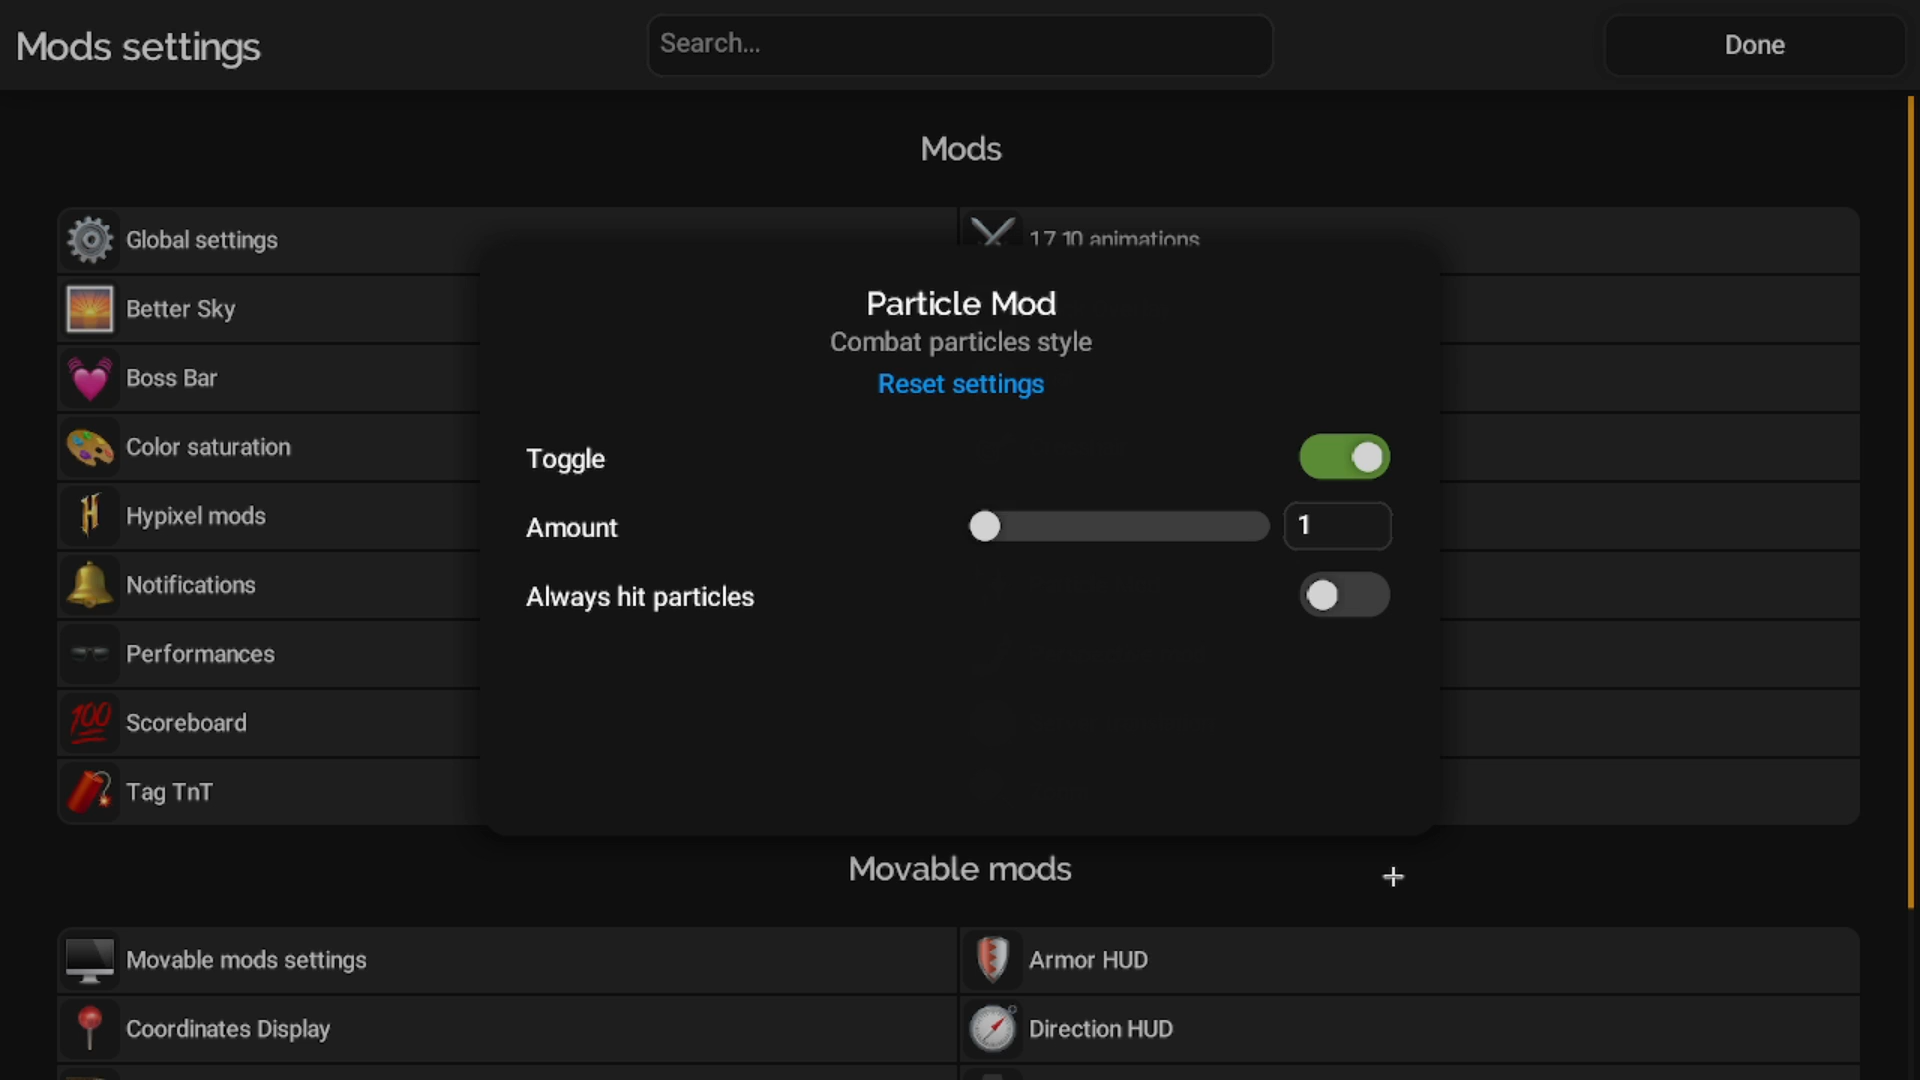 Mods settings
Search...
Done
Mods
Global settings
17.10 animations
Better Sky
Boss Bar
Color saturation
Hypixel mods
Notifications
Performances
Scoreboard
Tag TnT
Particle Mod
Combat particles style
Reset settings
Toggle
Amount
1
Always hit particles
Movable mods
Movable mods settings
Armor HUD
Coordinates Display
Direction HUD